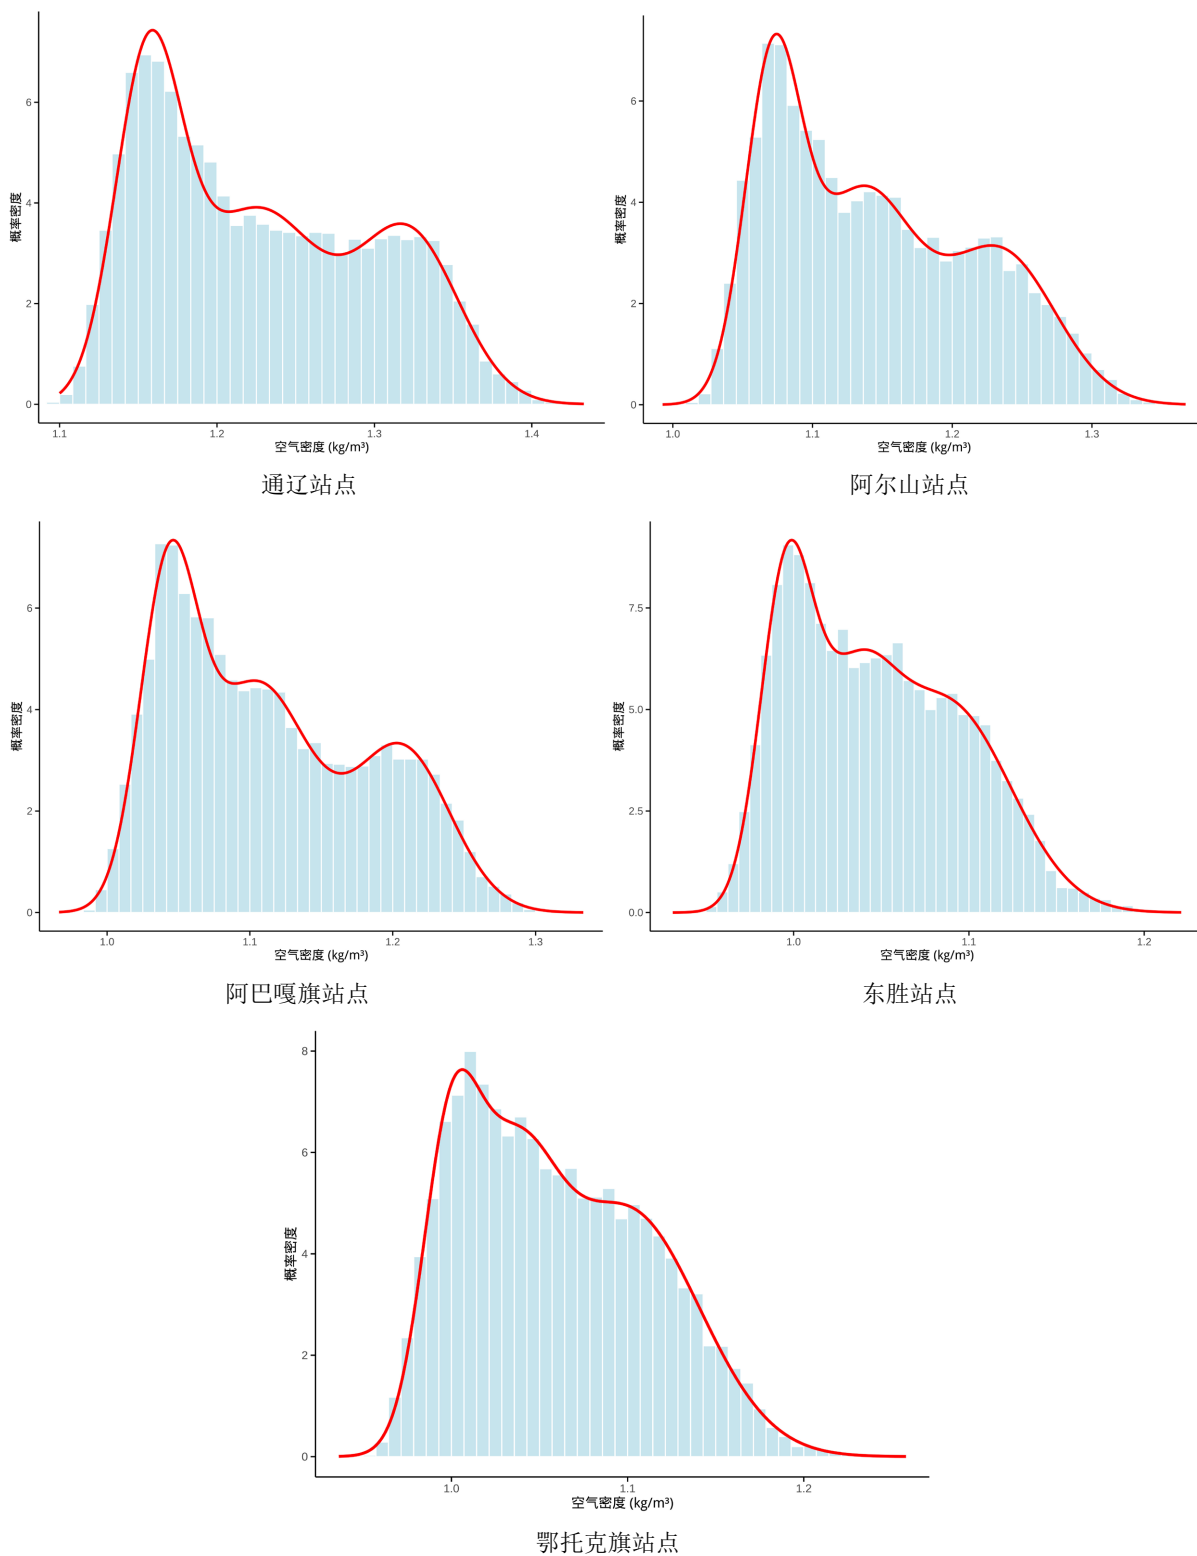 概率密度
6
4
2
0
1.1 1.2 1.3 1.4
空气密度 (kg/m³)
通辽站点
概率密度
6
4
2
0
1.0 1.1 1.2 1.3
空气密度 (kg/m³)
阿尔山站点
概率密度
6
4
2
0
1.0 1.1 1.2 1.3
空气密度 (kg/m³)
阿巴嘎旗站点
概率密度
7.5
5.0
2.5
0.0
1.0 1.1 1.2
空气密度 (kg/m³)
东胜站点
概率密度
8
6
4
2
0
1.0 1.1 1.2
空气密度 (kg/m³)
鄂托克旗站点